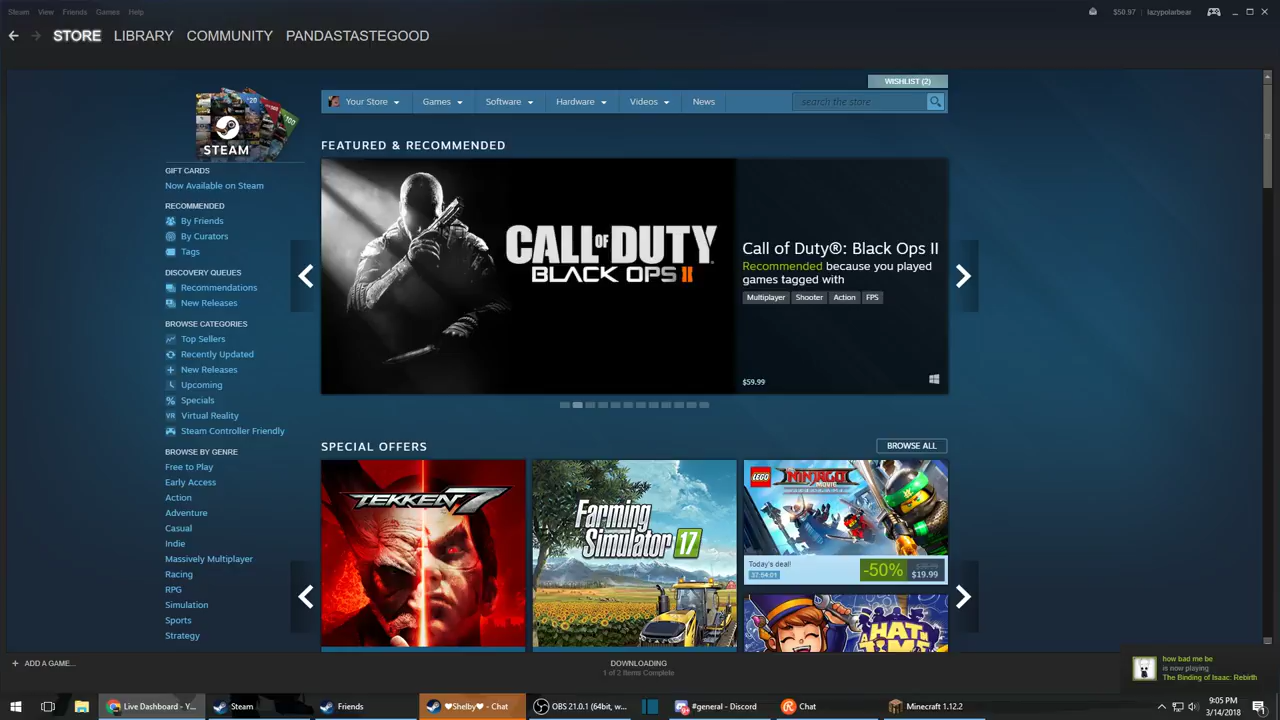 Steam View Friends Games Help
$50.97 lazypolarbear
STORE LIBRARY COMMUNITY PANDASTASTEGOOD
WISHLIST (2)
Your Store Games Software Hardware Videos News
search the store
STEAM
GIFT CARDS
Now Available on Steam
RECOMMENDED
By Friends
By Curators
Tags
DISCOVERY QUEUES
Recommendations
New Releases
BROWSE CATEGORIES
Top Sellers
Recently Updated
New Releases
Upcoming
Specials
VR Virtual Reality
Steam Controller Friendly
BROWSE BY GENRE
Free to Play
Early Access
Action
Adventure
Casual
Indie
Massively Multiplayer
Racing
RPG
Simulation
Sports
Strategy
FEATURED & RECOMMENDED
CALL OF DUTY
BLACK OPS II
Call of Duty®: Black Ops II
Recommended because you played
games tagged with
Multiplayer Shooter Action FPS
$59.99
SPECIAL OFFERS
BROWSE ALL
TEKKEN 7
Farming
Simulator 17
LEGO NINJAGO
MOVIE
Today's deal!
37:54:01
-50%
$19.99
A HAT
IN TIME
+ ADD A GAME...
DOWNLOADING
1 of 2 Items Complete
how bad me be
is now playing
The Binding of Isaac: Rebirth
Live Dashboard - Y...
Steam
Friends
♥Shelby♥ - Chat
OBS 21.0.1 (64bit, w...
#general - Discord
Chat
Minecraft 1.12.2
9:05 PM
3/14/2018